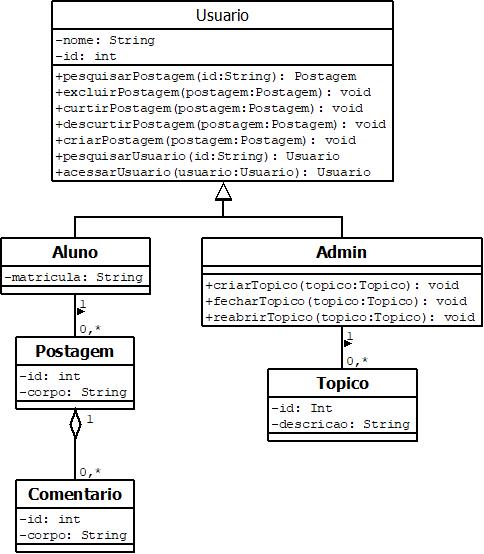 Usuario
-nome: String
-id: int
+pesquisarPostagem(id:String): Postagem
+excluirPostagem(postagem:Postagem): void
+curtirPostagem(postagem:Postagem): void
+descurtirPostagem(postagem:Postagem): void
+criarPostagem(postagem:Postagem): void
+pesquisarUsuario(id:String): Usuario
+acessarUsuario(usuario:Usuario): Usuario
Aluno
-matricula: String
Admin
+criarTopico(topico:Topico): void
+fecharTopico(topico:Topico): void
+reabrirTopico(topico:Topico): void
1
0,*
1
0,*
Postagem
-id: int
-corpo: String
Topico
-id: Int
-descricao: String
1
0,*
Comentario
-id: int
-corpo: String